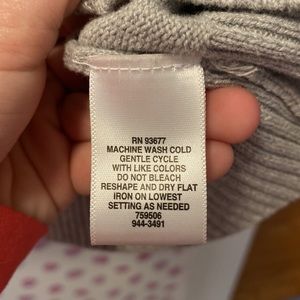 RN 93677
MACHINE WASH COLD
GENTLE CYCLE
WITH LIKE COLORS
DO NOT BLEACH
RESHAPE AND DRY FLAT
IRON ON LOWEST
SETTING AS NEEDED
759506
944-3491